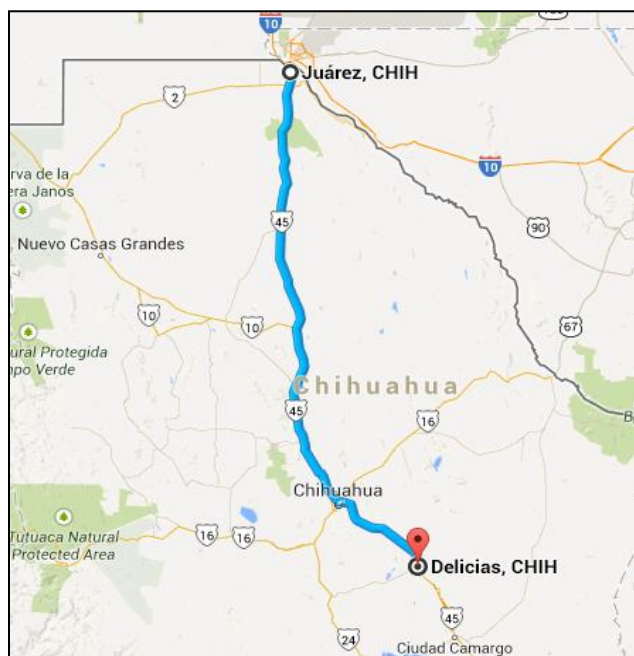 10
Juárez, CHIH
2
10
rva de la
era Janos
45
90
Nuevo Casas Grandes
10
10
67
ural Protegida
po Verde
Chihuahua
45
16
B
Chihuahua
16
16
Tutuaca Natural
Protected Area
Delicias, CHIH
45
24
Ciudad Camargo